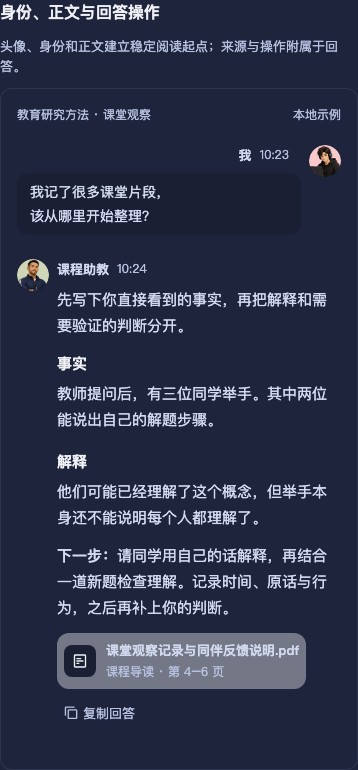 身份、正文与回答操作
头像、身份和正文建立稳定阅读起点；来源与操作附属于回
答。
教育研究方法 · 课堂观察
本地示例
我 10:23
我记了很多课堂片段，
该从哪里开始整理？
课程助教 10:24
先写下你直接看到的事实，再把解释和需
要验证的判断分开。
事实
教师提问后，有三位同学举手。其中两位
能说出自己的解题步骤。
解释
他们可能已经理解了这个概念，但举手本
身还不能说明每个人都理解了。
下一步：请同学用自己的话解释，再结合
一道新题检查理解。记录时间、原话与行
为，之后再补上你的判断。
课堂观察记录与同伴反馈说明.pdf
课程导读 · 第 4–6 页
复制回答